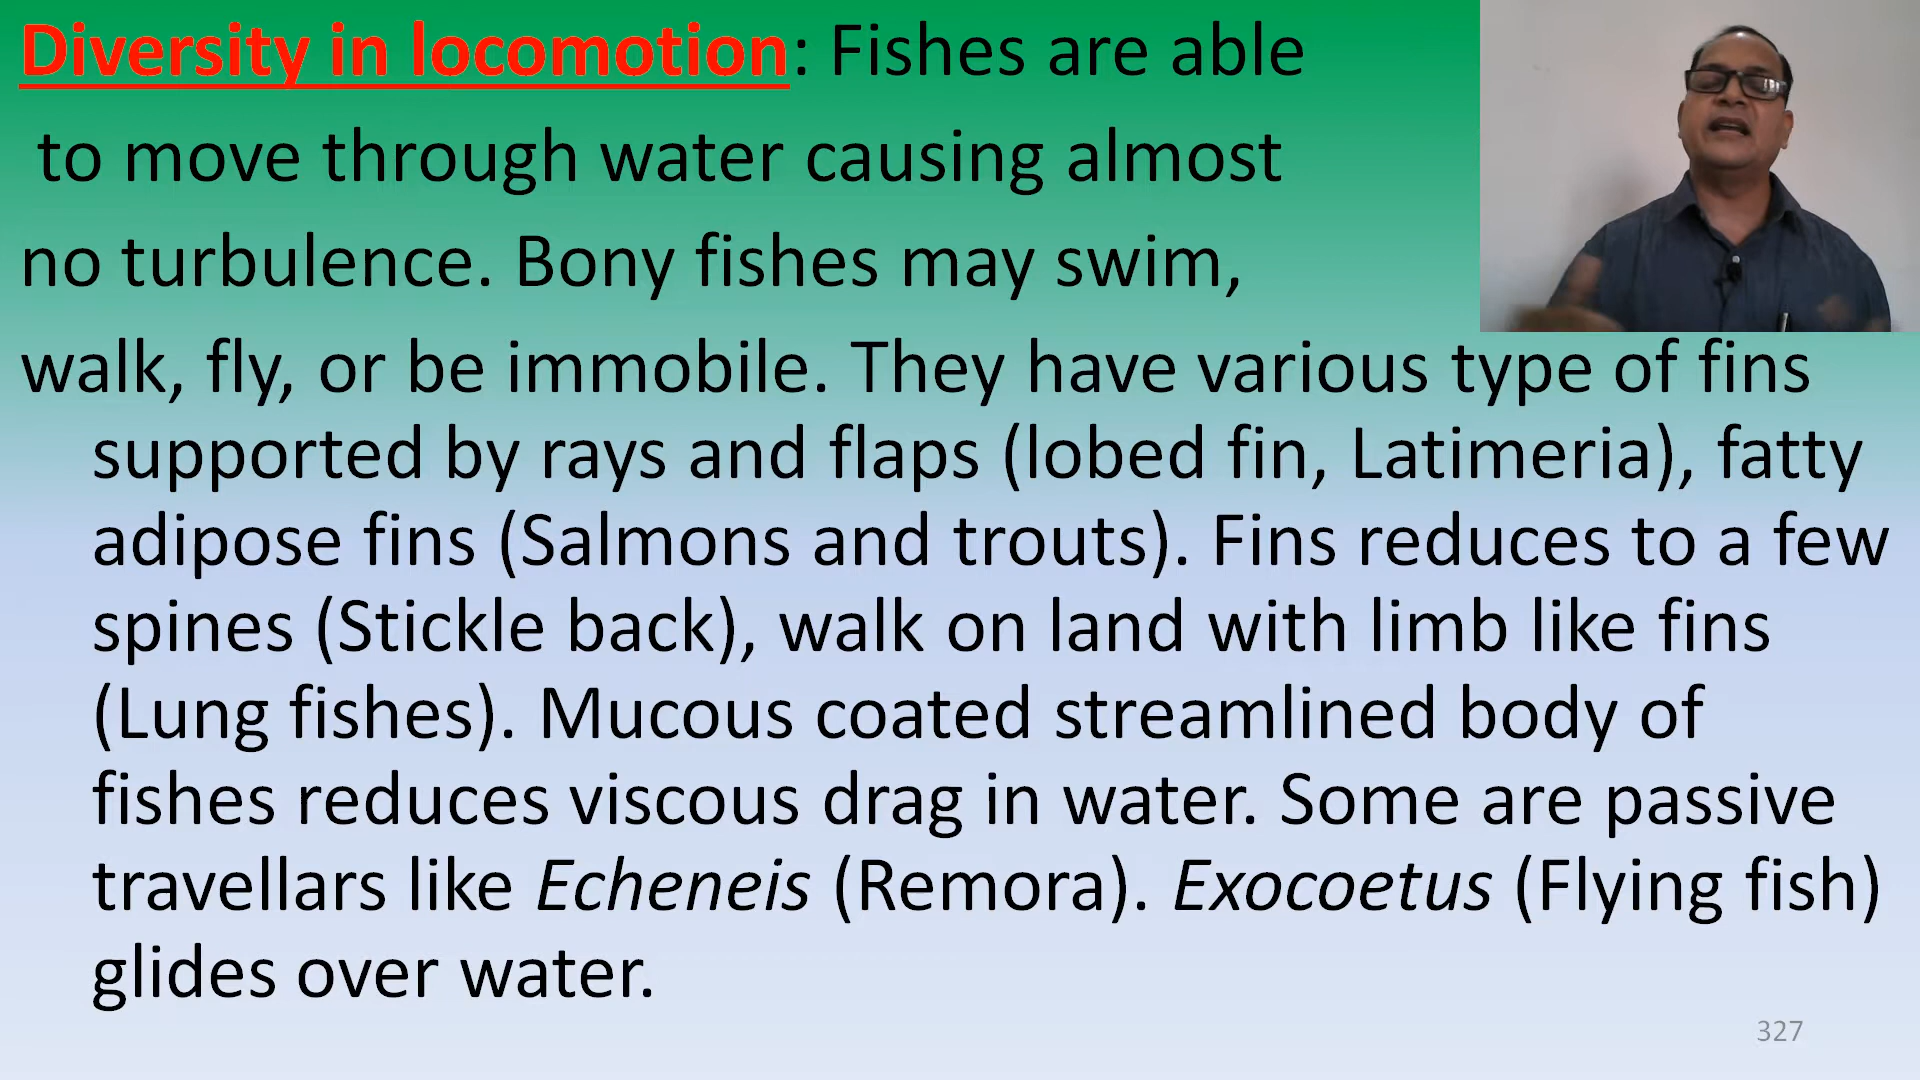 Diversity in locomotion: Fishes are able
to move through water causing almost
no turbulence. Bony fishes may swim,
walk, fly, or be immobile. They have various type of fins
supported by rays and flaps (lobed fin, Latimeria), fatty
adipose fins (Salmons and trouts). Fins reduces to a few
spines (Stickle back), walk on land with limb like fins
(Lung fishes). Mucous coated streamlined body of
fishes reduces viscous drag in water. Some are passive
travellars like Echeneis (Remora). Exocoetus (Flying fish)
glides over water.
327